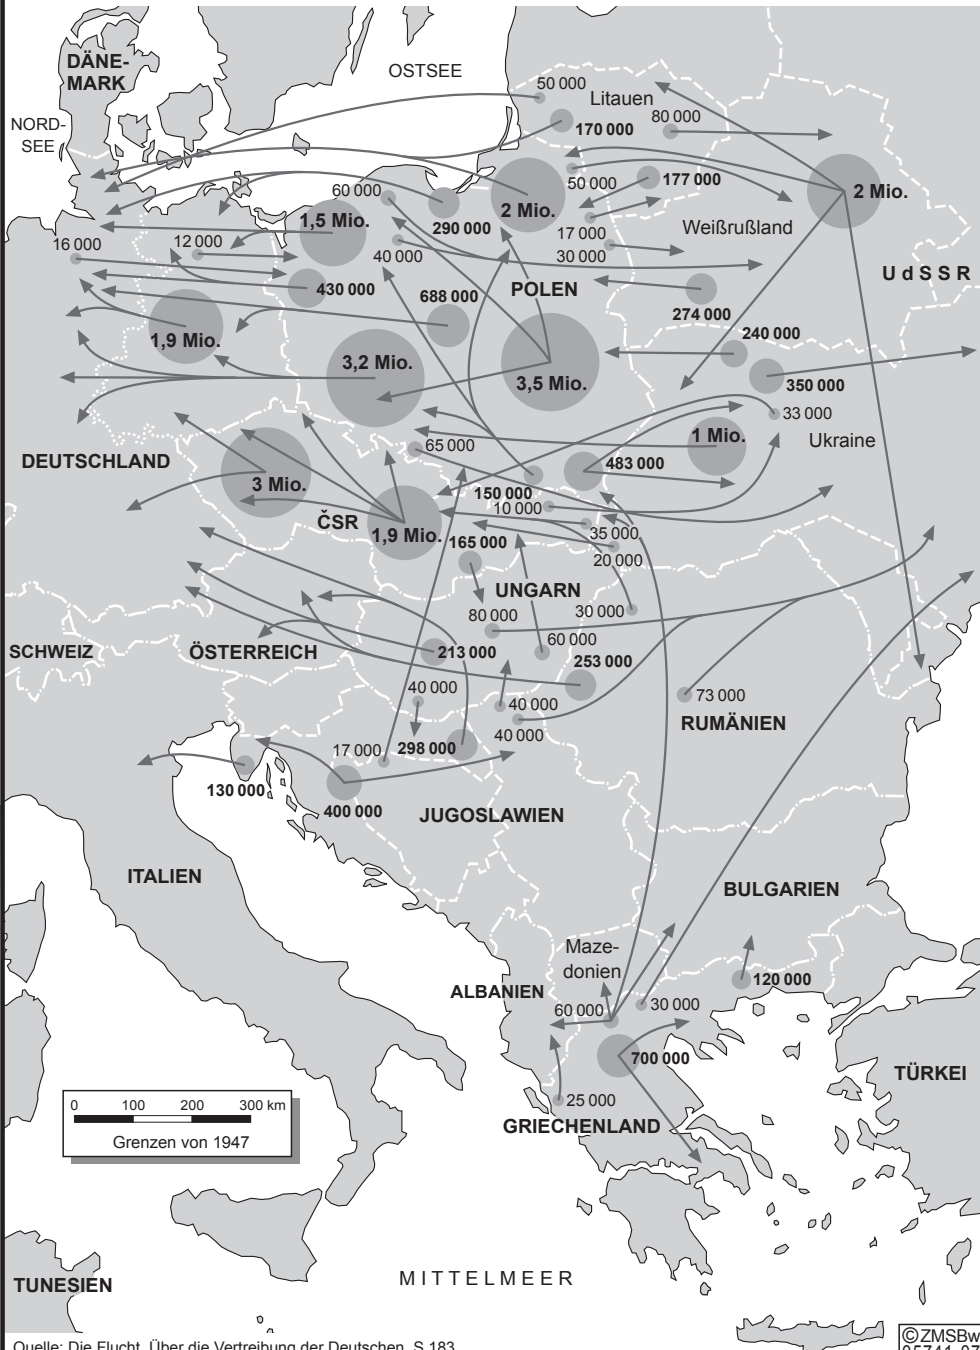 DÄNE-
MARK
OSTSEE
NORD-
SEE
50 000
Litauen
170 000
80 000
60 000
50 000
177 000
2 Mio.
2 Mio.
1,5 Mio.
290 000
17 000
Weißrußland
16 000
12 000
40 000
30 000
UdSSR
430 000
688 000
POLEN
274 000
1,9 Mio.
240 000
3,2 Mio.
3,5 Mio.
350 000
33 000
1 Mio.
Ukraine
65 000
DEUTSCHLAND
483 000
3 Mio.
150 000
10 000
ČSR
1,9 Mio.
35 000
165 000
20 000
UNGARN
80 000
30 000
60 000
SCHWEIZ
ÖSTERREICH
213 000
253 000
40 000
73 000
40 000
RUMÄNIEN
40 000
17 000
298 000
130 000
400 000
JUGOSLAWIEN
ITALIEN
BULGARIEN
Maze-
donien
120 000
ALBANIEN
60 000
30 000
700 000
TÜRKEI
25 000
GRIECHENLAND
0 100 200 300 km
Grenzen von 1947
MITTELMEER
TUNESIEN
Quelle: Die Flucht. Über die Vertreibung der Deutschen, S.183.
©ZMSBw
05741-07